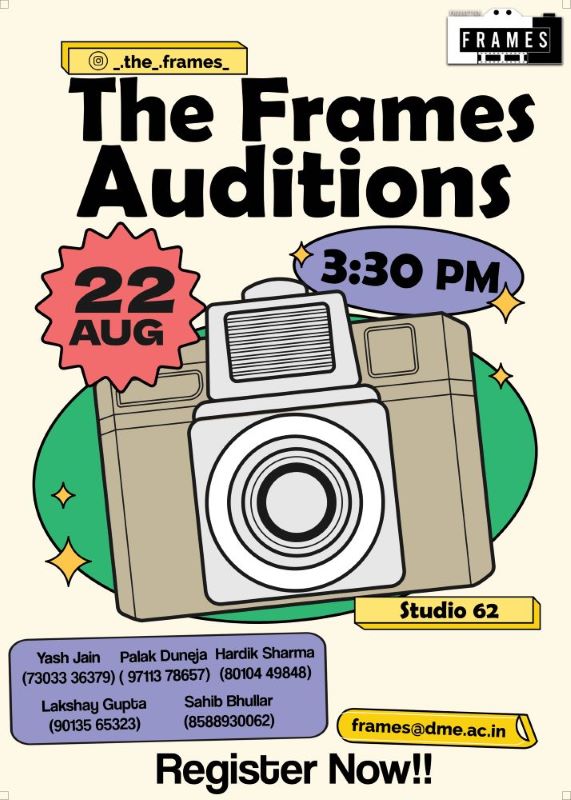 FRAMES
_.the_.frames_
The Frames
Auditions
22
AUG
3:30 PM
Studio 62
Yash Jain Palak Duneja Hardik Sharma
(73033 36379) ( 97113 78657) (80104 49848)
Lakshay Gupta Sahib Bhullar
(90135 65323) (8588930062)
frames@dme.ac.in
Register Now!!